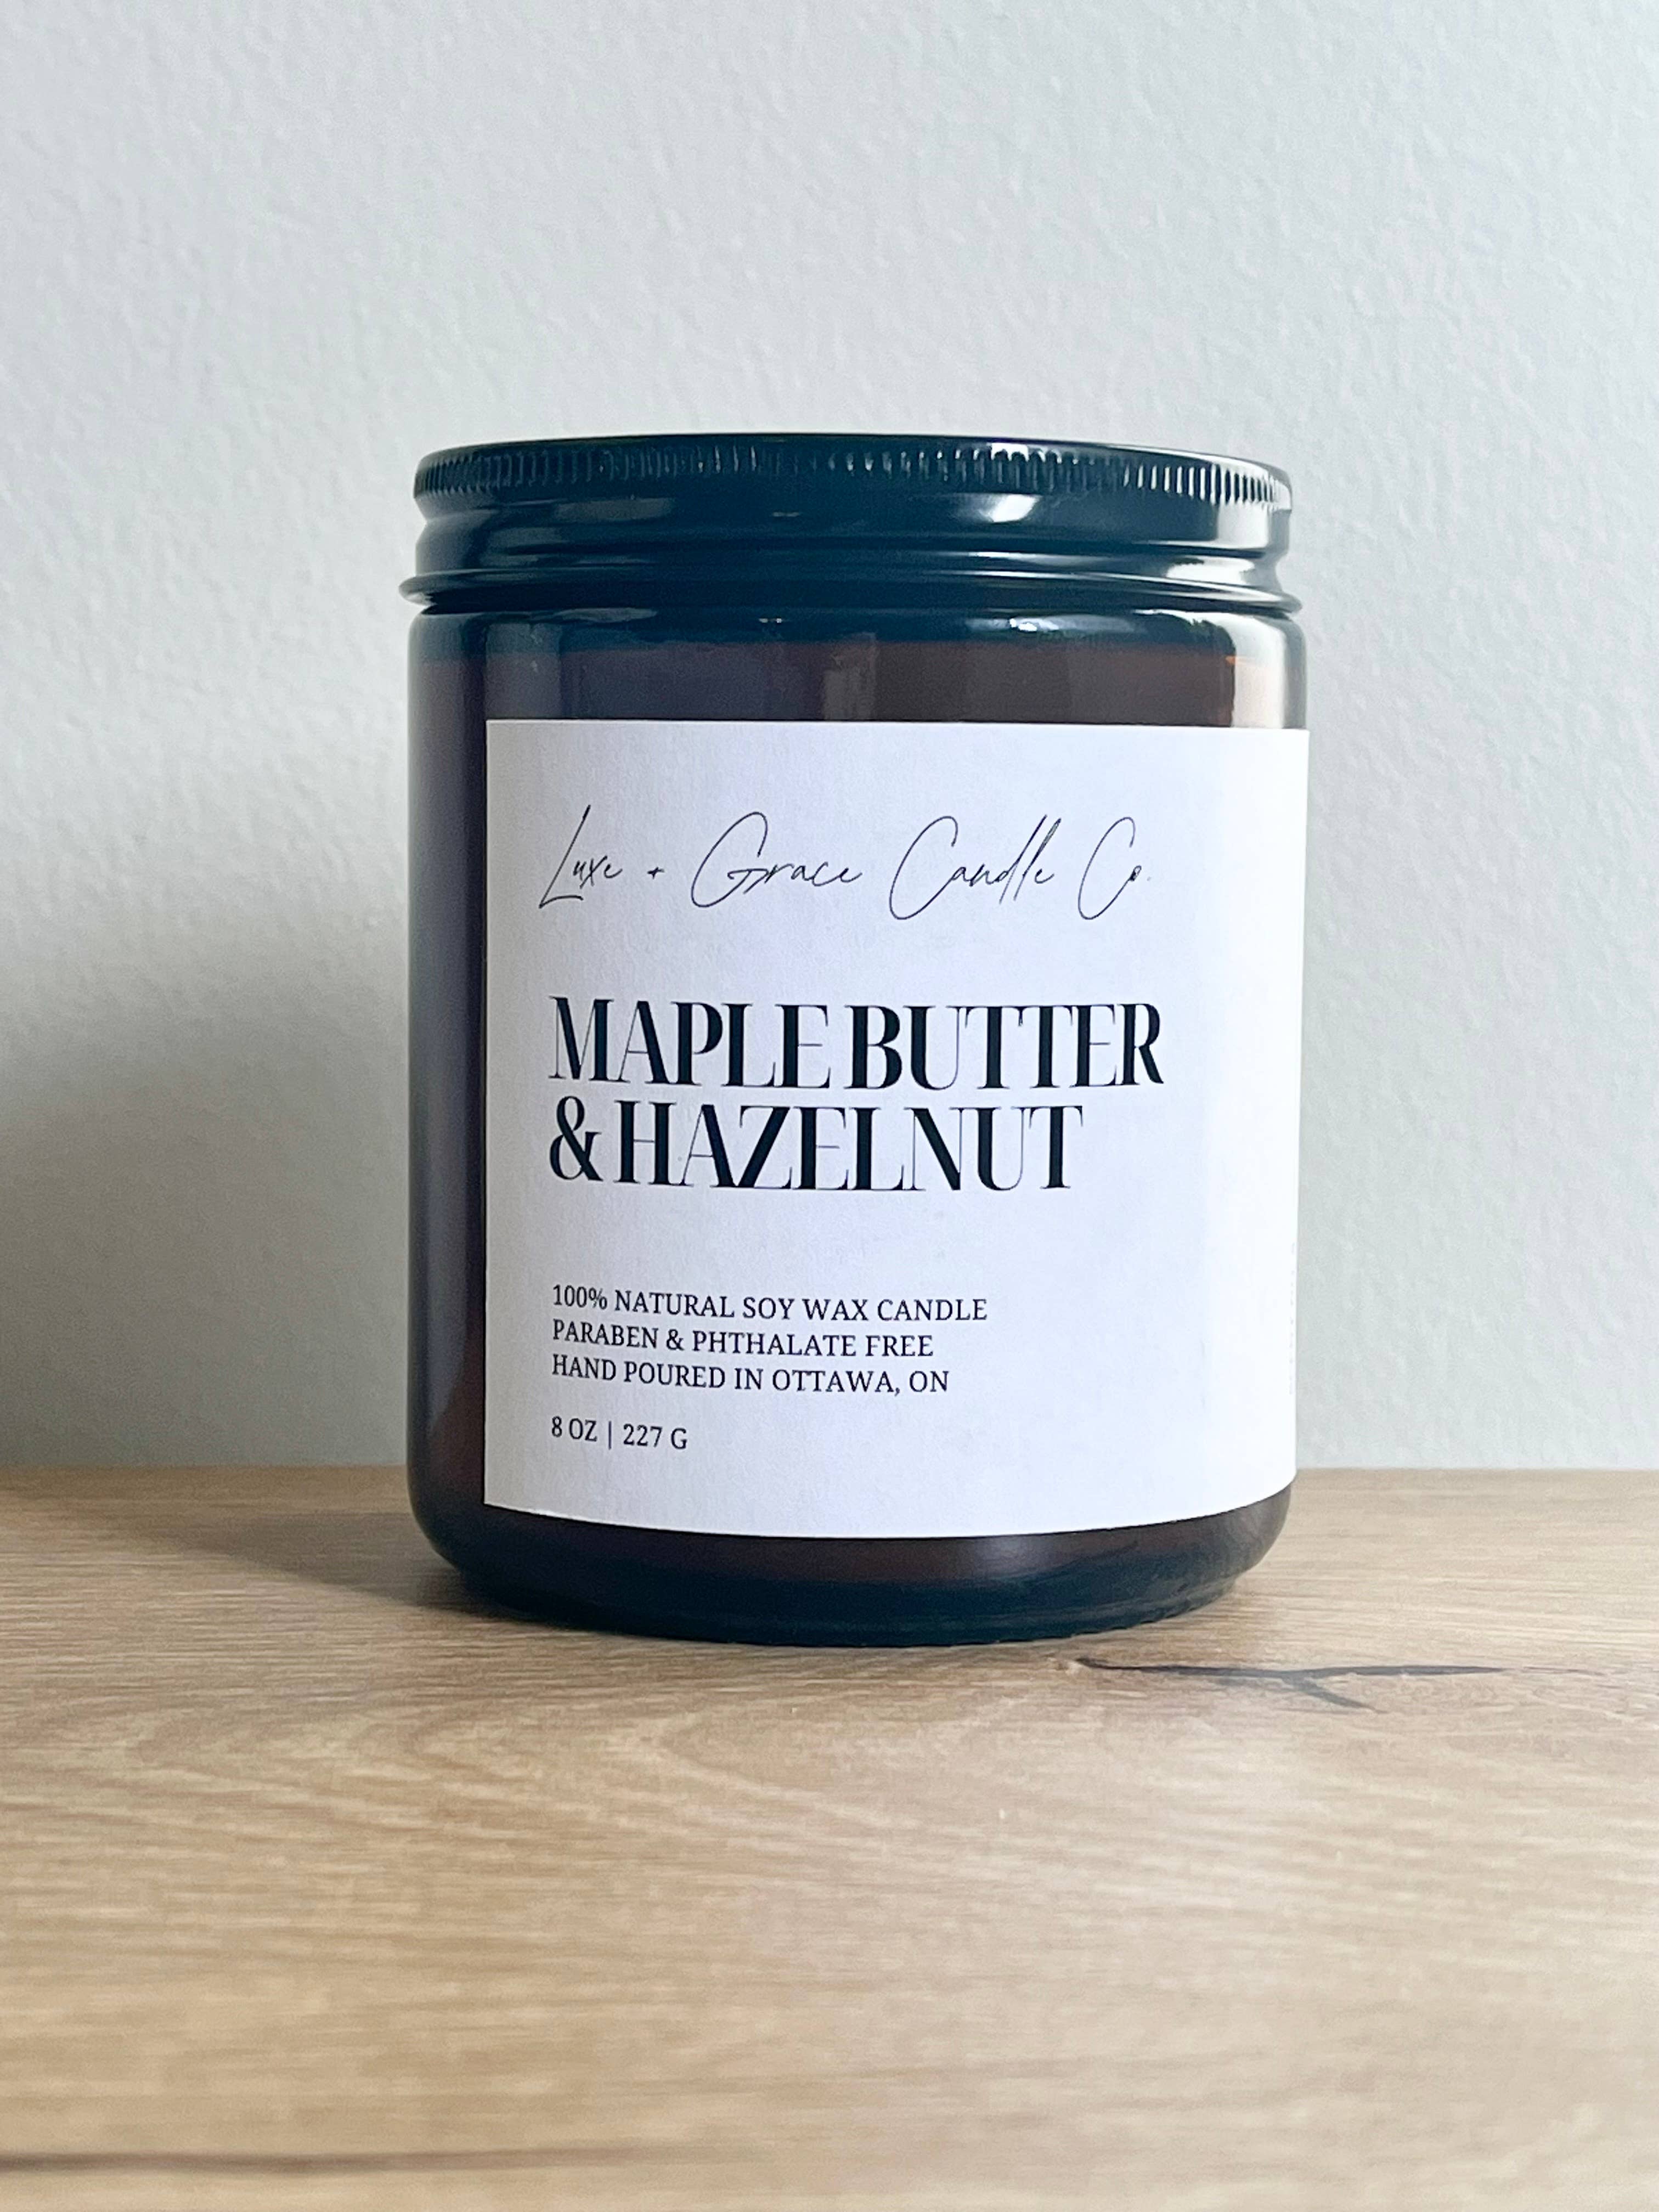 Luxe + Grace Candle Co.
MAPLE BUTTER
& HAZELNUT
100% NATURAL SOY WAX CANDLE
PARABEN & PHTHALATE FREE
HAND POURED IN OTTAWA, ON
8 OZ | 227 G